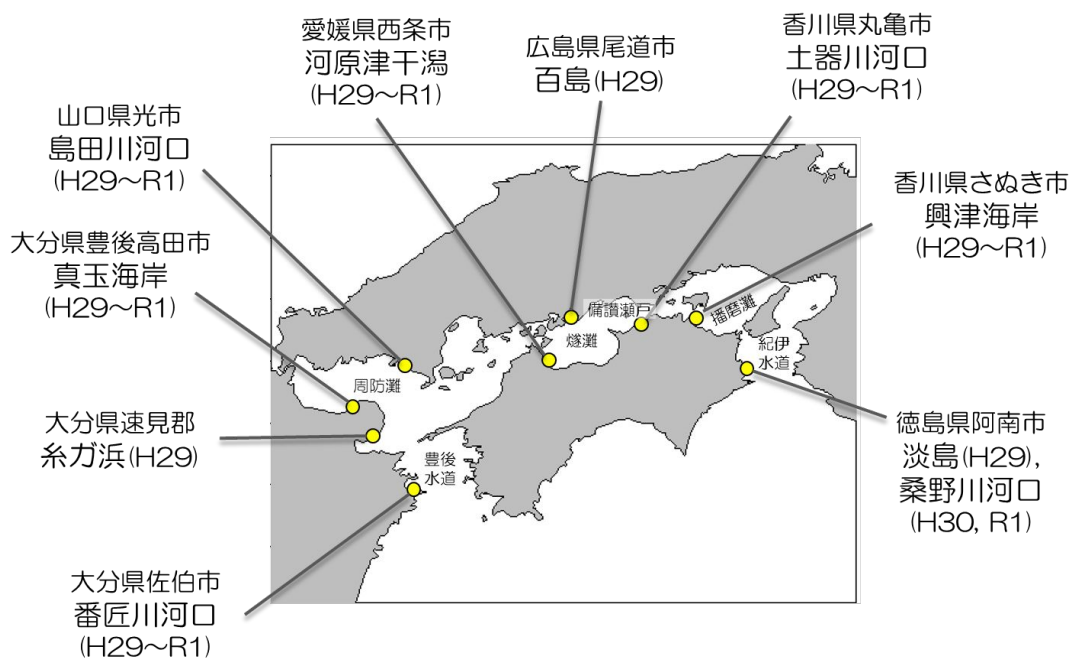 愛媛県西条市
河原津干潟
(H29～R1)
広島県尾道市
百島(H29)
香川県丸亀市
土器川河口
(H29～R1)
山口県光市
島田川河口
(H29～R1)
香川県さぬき市
興津海岸
(H29～R1)
大分県豊後高田市
真玉海岸
(H29～R1)
備讃瀬戸
播磨灘
燧灘
紀伊
水道
周防灘
大分県速見郡
糸ガ浜(H29)
徳島県阿南市
淡島(H29),
桑野川河口
(H30, R1)
豊後
水道
大分県佐伯市
番匠川河口
(H29～R1)